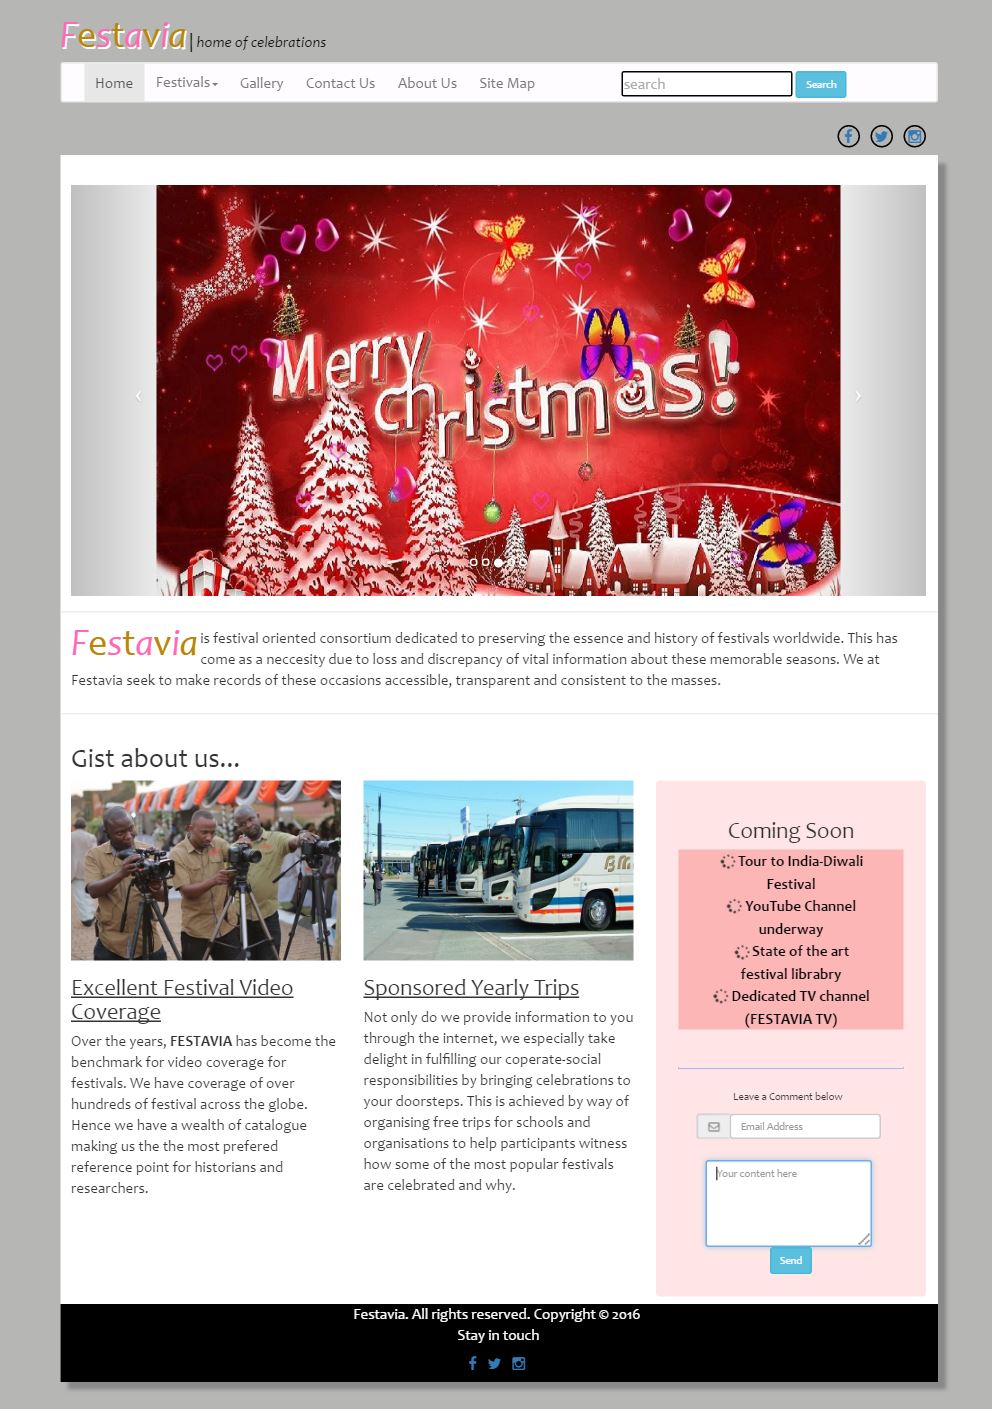 Festavia | home of celebrations
Home Festivals Gallery Contact Us About Us Site Map search Search
Merry
christmas!
Festavia is festival oriented consortium dedicated to preserving the essence and history of festivals worldwide. This has
come as a neccesity due to loss and discrepancy of vital information about these memorable seasons. We at
Festavia seek to make records of these occasions accessible, transparent and consistent to the masses.
Gist about us...
Excellent Festival Video
Coverage
Over the years, FESTAVIA has become the
benchmark for video coverage for
festivals. We have coverage of over
hundreds of festival across the globe.
Hence we have a wealth of catalogue
making us the the most prefered
reference point for historians and
researchers.
Sponsored Yearly Trips
Not only do we provide information to you
through the internet, we especially take
delight in fulfilling our coperate-social
responsibilities by bringing celebrations to
your doorsteps. This is achieved by way of
organising free trips for schools and
organisations to help participants witness
how some of the most popular festivals
are celebrated and why.
Coming Soon
Tour to India-Diwali
Festival
YouTube Channel
underway
State of the art
festival librabry
Dedicated TV channel
(FESTAVIA TV)
Leave a Comment below
Email Address
Your content here
Send
Festavia. All rights reserved. Copyright © 2016
Stay in touch